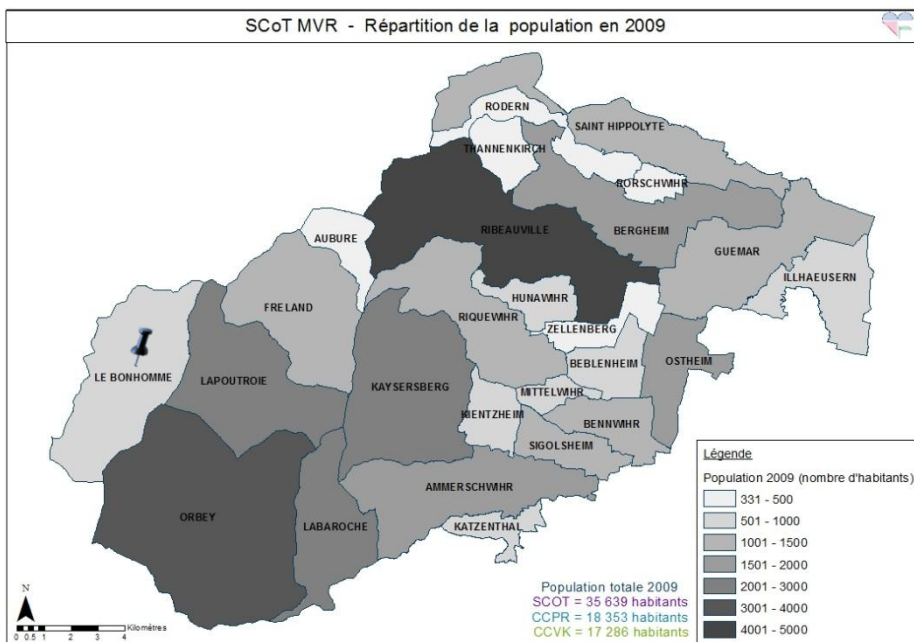 SCoT MVR - Répartition de la population en 2009
RODERN
SAINT HIPPOLYTE
THANNENKIRCH
RORSCHWIHR
AUBURE
RIBEAUVILLE
BERGHEIM
GUEMAR
ILLHAEUSERN
FRELAND
HUNAWIHR
RIQUEWIHR
ZELLENBERG
OSTHEIM
BEBLENHEIM
LE BONHOMME
LAPOUTROIE
KAYSERSBERG
MITTELWIHR
KIENTZHEIM
BENNWIHR
SIGOLSHEIM
AMMERSCHWIHR
ORBEY
LABAROCHE
KATZENTHAL
Légende
Population 2009 (nombre d'habitants)
331 - 500
501 - 1000
1001 - 1500
1501 - 2000
2001 - 3000
3001 - 4000
4001 - 5000
Population totale 2009
SCOT = 35 639 habitants
CCPR = 18 353 habitants
CCVK = 17 286 habitants
N
Kilomètres
0 0.5 1 2 3 4